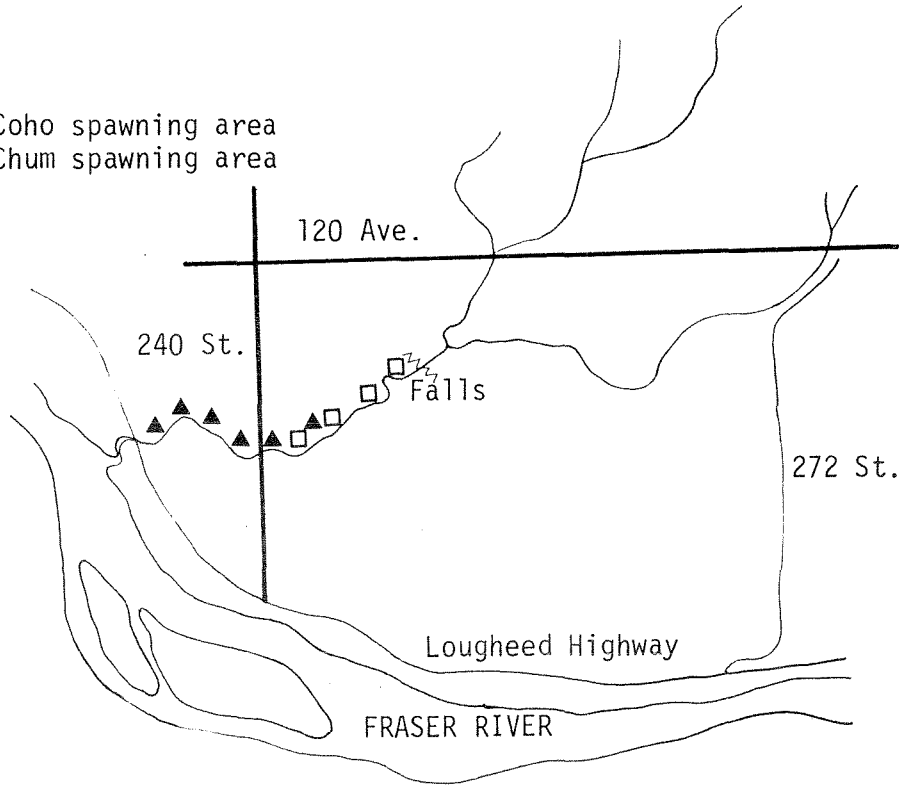 Coho spawning area
Chum spawning area
120 Ave.
240 St.
Falls
272 St.
Lougheed Highway
FRASER RIVER